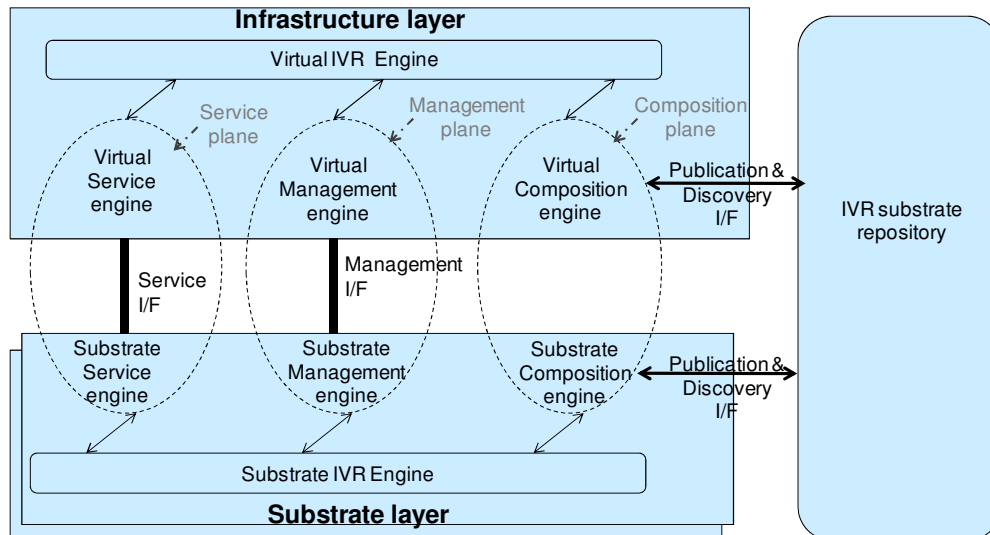 Infrastructure layer
Virtual IVR Engine
Service
plane
Management
plane
Composition
plane
Virtual
Service
engine
Virtual
Management
engine
Virtual
Composition
engine
Publication &
Discovery
I/F
IVR substrate
repository
Service
I/F
Management
I/F
Substrate
Service
engine
Substrate
Management
engine
Substrate
Composition
engine
Publication &
Discovery
I/F
Substrate IVR Engine
Substrate layer